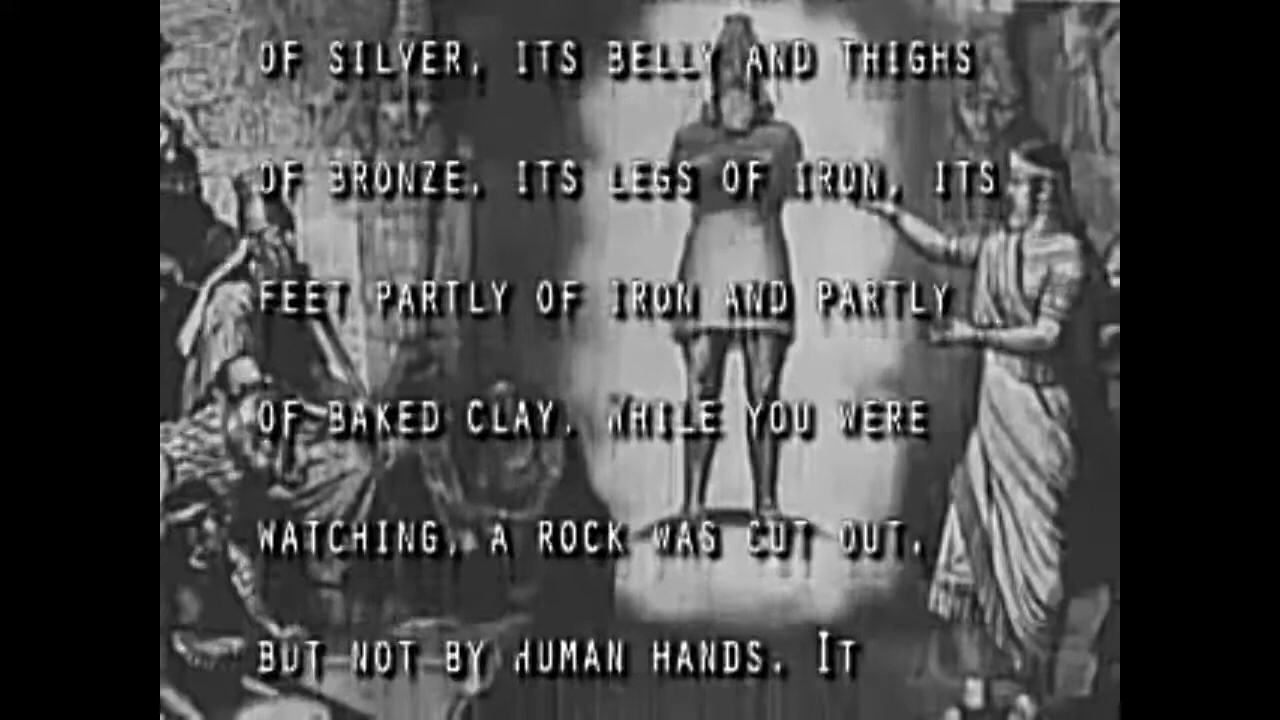 OF SILVER, ITS BELLY AND THIGHS
OF BRONZE, ITS LEGS OF IRON, ITS
FEET PARTLY OF IRON AND PARTLY
OF BAKED CLAY. WHILE YOU WERE
WATCHING, A ROCK WAS CUT OUT,
BUT NOT BY HUMAN HANDS. IT